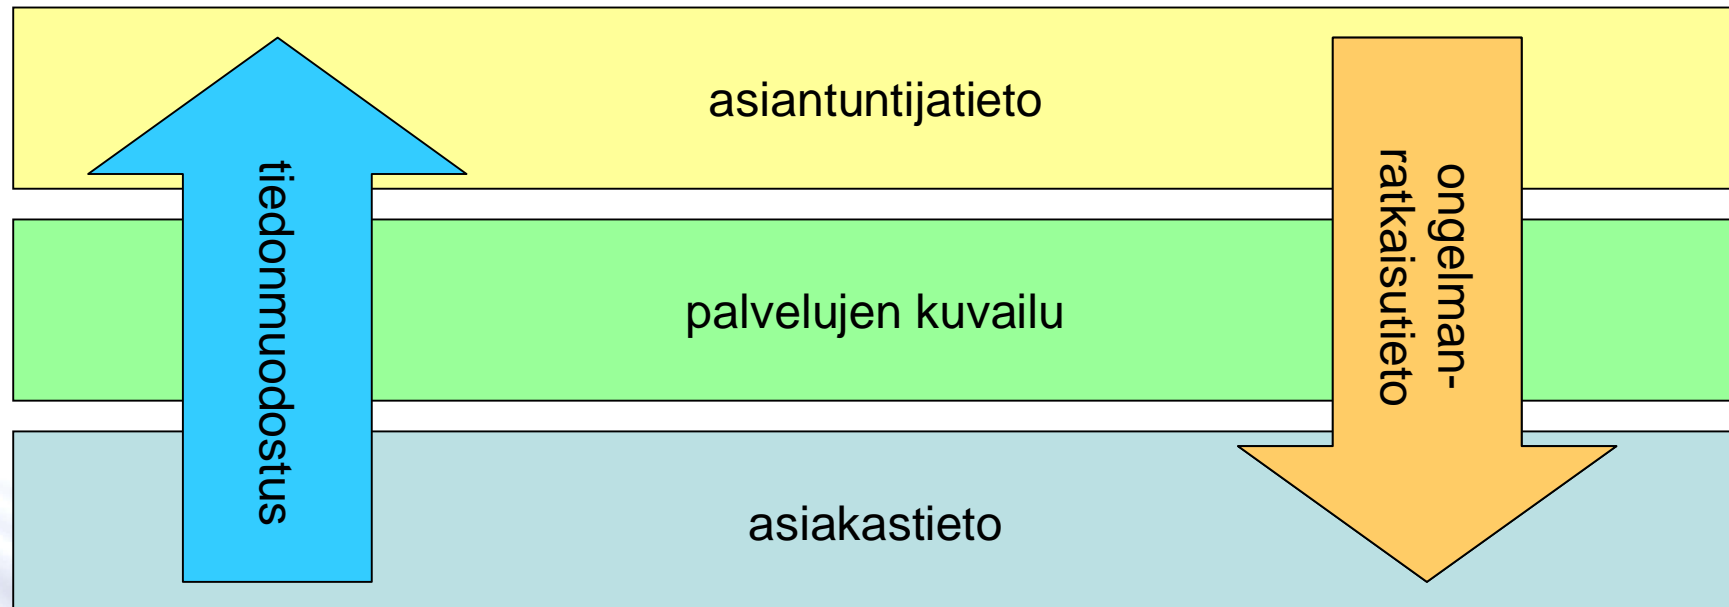 asiantuntijatieto
tiedonmuodostus
ongelman-
ratkaisutieto
palvelujen kuvailu
asiakastieto